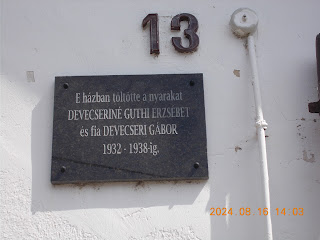 13
E házban töltötte a nyarakat
DEVECSERINÉ GUTHI ERZSÉBET
és fia DEVECSERI GÁBOR
1932 - 1938-ig.
2024.08.15 14:03